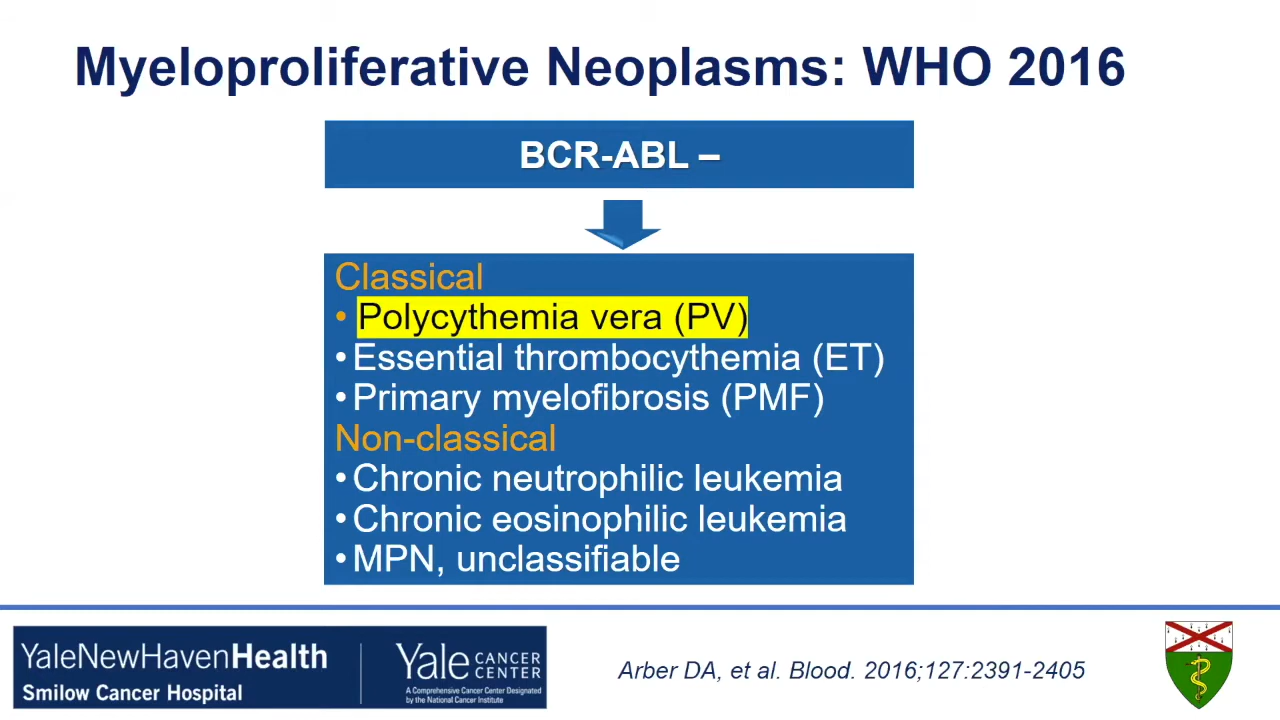 Myeloproliferative Neoplasms: WHO 2016
BCR-ABL –
Classical
• Polycythemia vera (PV)
• Essential thrombocythemia (ET)
• Primary myelofibrosis (PMF)
Non-classical
• Chronic neutrophilic leukemia
• Chronic eosinophilic leukemia
• MPN, unclassifiable
YaleNewHavenHealth
Smilow Cancer Hospital
Yale CANCER
CENTER
A Comprehensive Cancer Center Designated
by the National Cancer Institute
Arber DA, et al. Blood. 2016;127:2391-2405